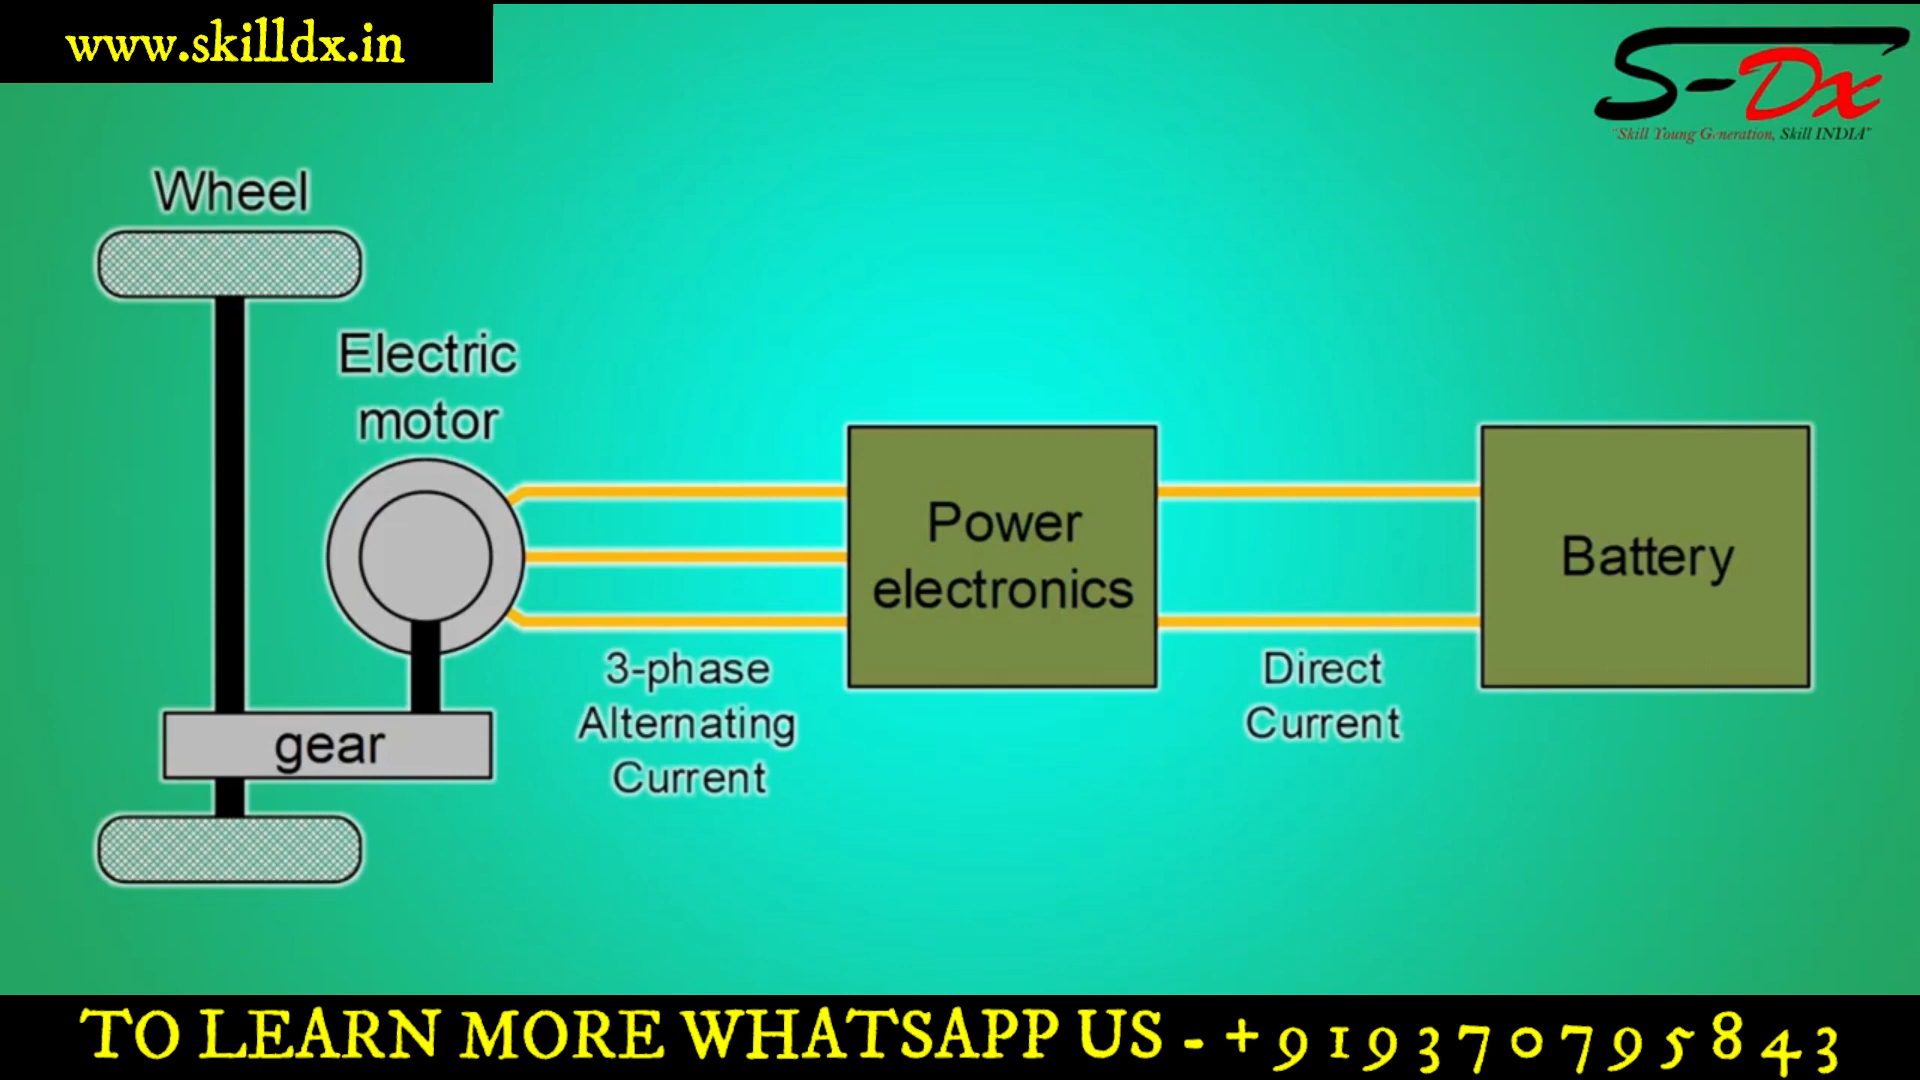 www.skilldx.in
S-Dx
"Skill Young Generation, Skill INDIA"
Wheel
Electric
motor
Power
electronics
Battery
3-phase
Alternating
Current
Direct
Current
gear
TO LEARN MORE WHATSAPP US - +919370795843